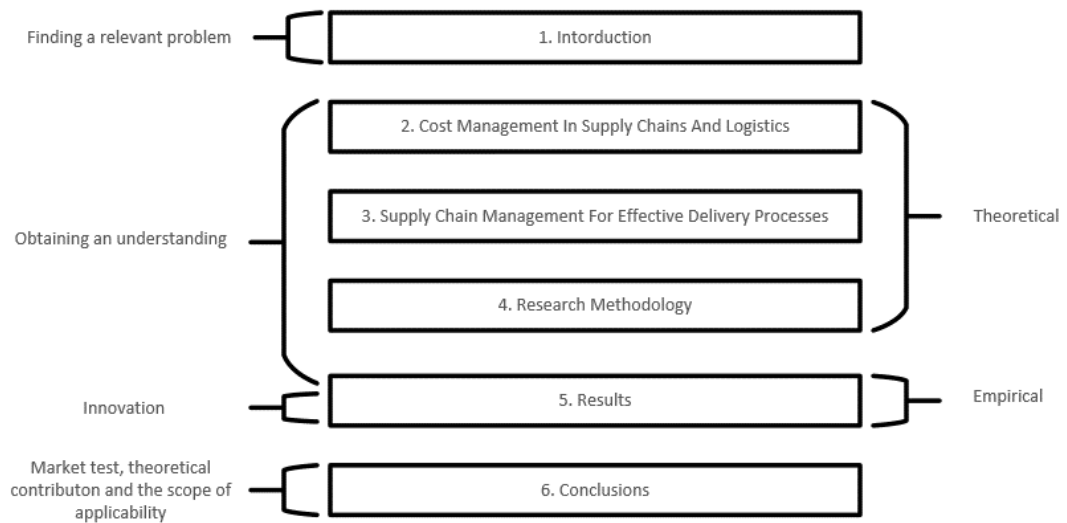 Finding a relevant problem
1. Intorduction
2. Cost Management In Supply Chains And Logistics
3. Supply Chain Management For Effective Delivery Processes
Theoretical
Obtaining an understanding
4. Research Methodology
Innovation
5. Results
Empirical
Market test, theoretical
contributon and the scope of
applicability
6. Conclusions